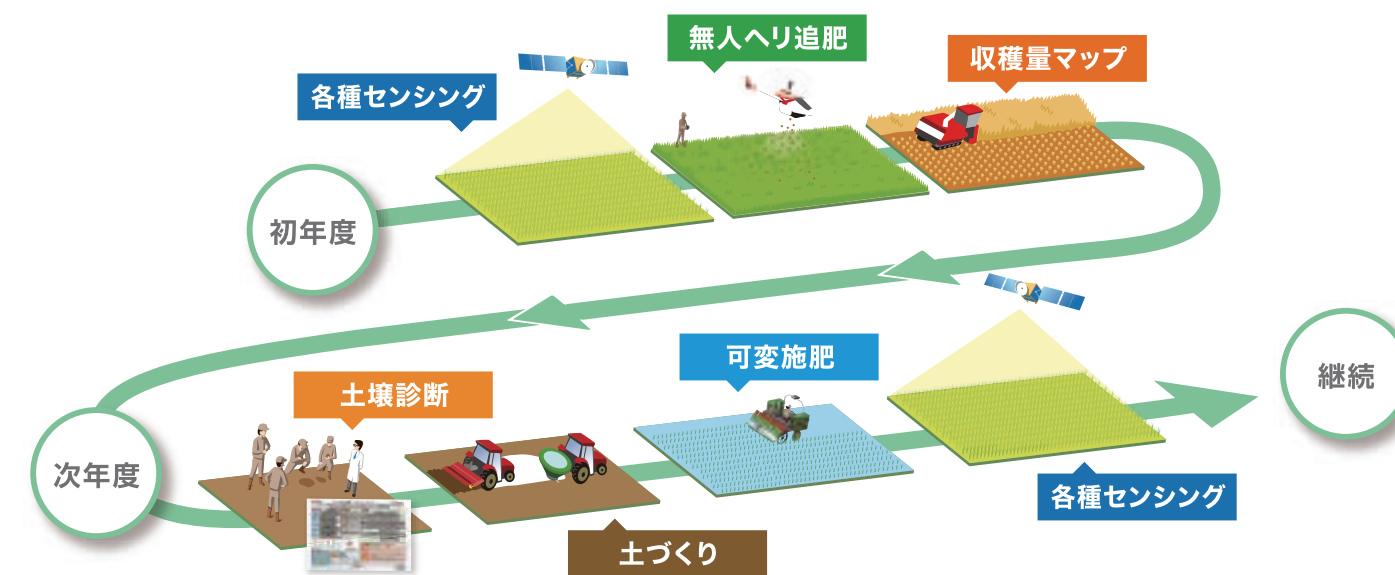 初年度
各種センシング
無人ヘリ追肥
収穫量マップ
次年度
土壌診断
土づくり
可変施肥
各種センシング
継続